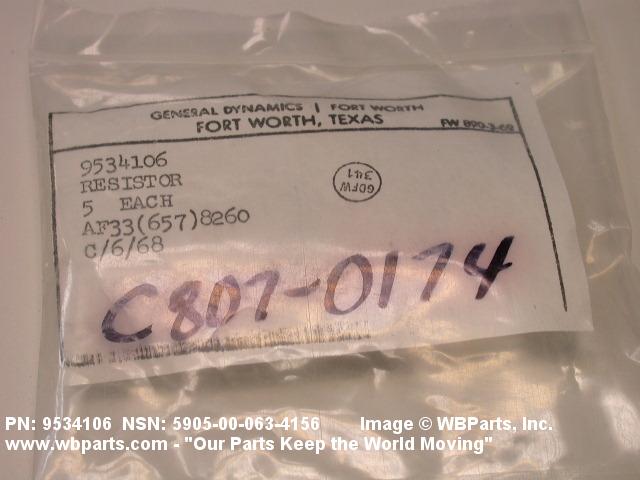 GENERAL DYNAMICS | FORT WORTH
FORT WORTH, TEXAS
FW 890-3-62
9534106
RESISTOR
5 EACH
AF33(657)8260
C/6/68
GDFW
341
C807-0174
PN: 9534106 NSN: 5905-00-063-4156 Image © WBParts, Inc.
www.wbparts.com - "Our Parts Keep the World Moving"